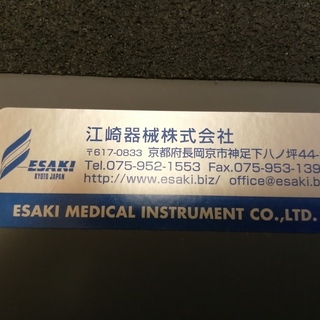 江崎器械株式会社
ESAKI
KYOTO JAPAN
〒617-0833 京都府長岡京市神足下八ノ坪44-
Tel.075-952-1553 Fax.075-953-139
http://www.esaki.biz/ office@esaki.b
ESAKI MEDICAL INSTRUMENT CO.,LTD.